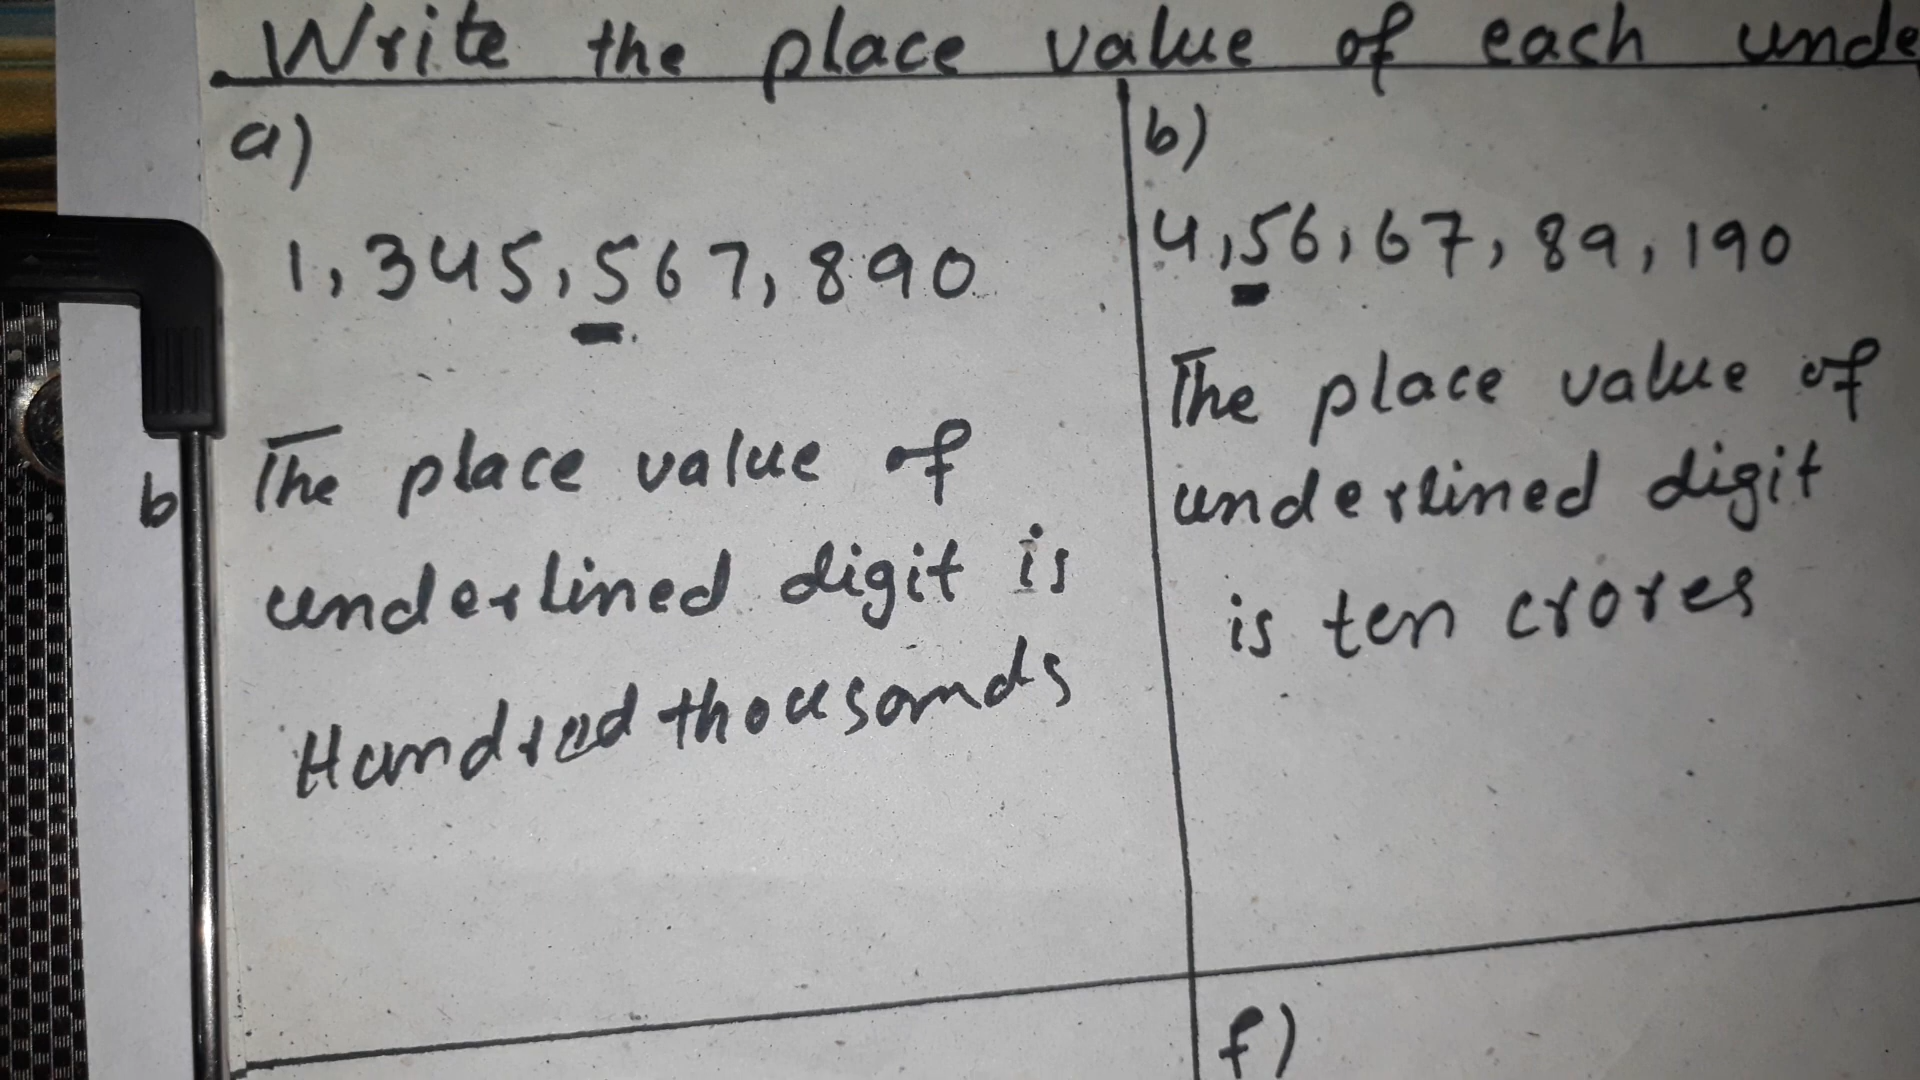 Write the place value of each unde
a)
1,345,567,890
The place value of
underlined digit is
Hundred thousands
b
b)
4,56,67,89,190
The place value of
underlined digit
is ten crores
f)